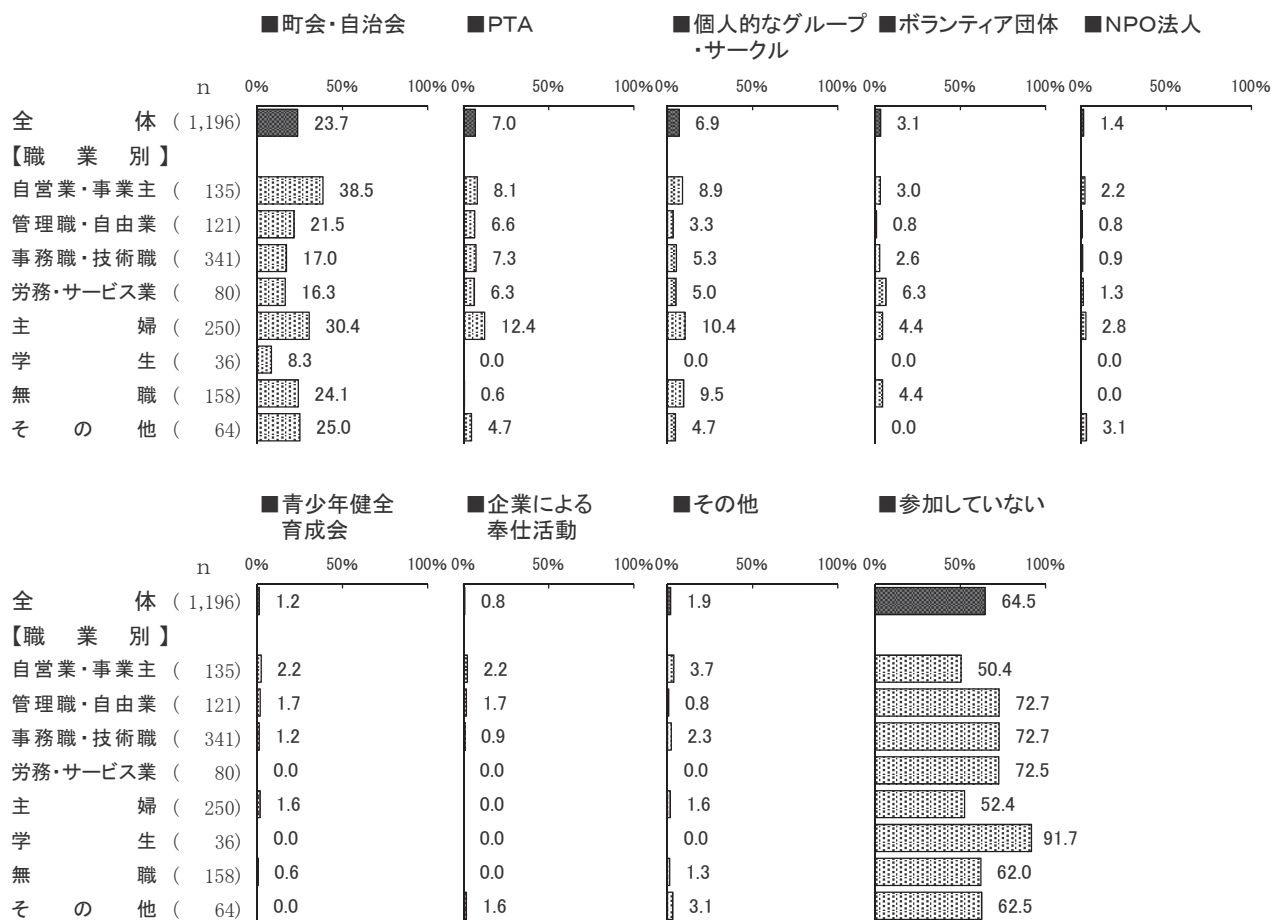 ■町会・自治会 ■PTA ■個人的なグループ ■ボランティア団体 ■NPO法人
・サークル
n 0% 50% 100% 0% 50% 100% 0% 50% 100% 0% 50% 100% 0% 50% 100%
全 体 ( 1,196) 23.7 7.0 6.9 3.1 1.4
【職 業 別】
自営業・事業主 ( 135) 38.5 8.1 8.9 3.0 2.2
管理職・自由業 ( 121) 21.5 6.6 3.3 0.8 0.8
事務職・技術職 ( 341) 17.0 7.3 5.3 2.6 0.9
労務・サービス業 ( 80) 16.3 6.3 5.0 6.3 1.3
主 婦 ( 250) 30.4 12.4 10.4 4.4 2.8
学 生 ( 36) 8.3 0.0 0.0 0.0 0.0
無 職 ( 158) 24.1 0.6 9.5 4.4 0.0
そ の 他 ( 64) 25.0 4.7 4.7 0.0 3.1
■青少年健全 ■企業による ■その他 ■参加していない
育成会 奉仕活動
n 0% 50% 100% 0% 50% 100% 0% 50% 100% 0% 50% 100%
全 体 ( 1,196) 1.2 0.8 1.9 64.5
【職 業 別】
自営業・事業主 ( 135) 2.2 2.2 3.7 50.4
管理職・自由業 ( 121) 1.7 1.7 0.8 72.7
事務職・技術職 ( 341) 1.2 0.9 2.3 72.7
労務・サービス業 ( 80) 0.0 0.0 0.0 72.5
主 婦 ( 250) 1.6 0.0 1.6 52.4
学 生 ( 36) 0.0 0.0 0.0 91.7
無 職 ( 158) 0.6 0.0 1.3 62.0
そ の 他 ( 64) 0.0 1.6 3.1 62.5